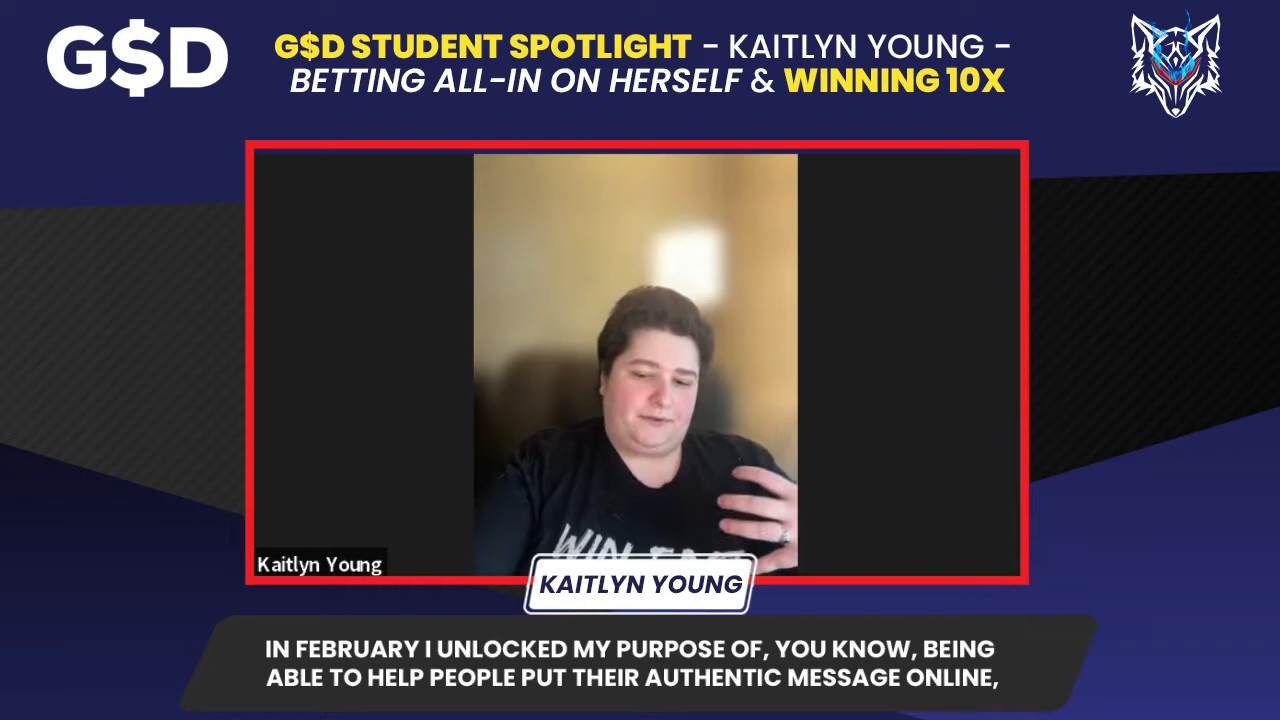 G$D
G$D STUDENT SPOTLIGHT - KAITLYN YOUNG -
BETTING ALL-IN ON HERSELF & WINNING 10X
Kaitlyn Young
KAITLYN YOUNG
IN FEBRUARY I UNLOCKED MY PURPOSE OF, YOU KNOW, BEING
ABLE TO HELP PEOPLE PUT THEIR AUTHENTIC MESSAGE ONLINE,